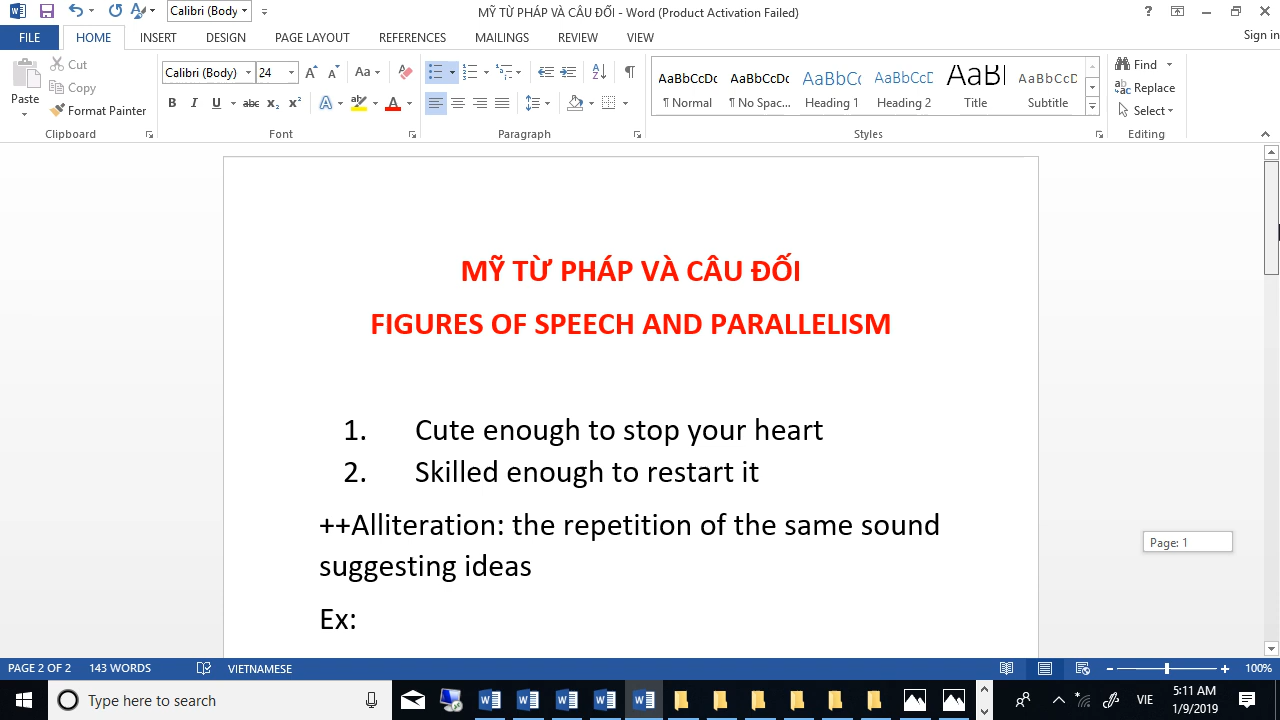 Calibri (Body
MỸ TỪ PHÁP VÀ CÂU ĐỐI - Word (Product Activation Failed)
FILE HOME INSERT DESIGN PAGE LAYOUT REFERENCES MAILINGS REVIEW VIEW Sign in
Paste
Cut
Copy
Format Painter
Clipboard
Calibri (Body) 24
Font
Paragraph
AaBbCcDc AaBbCcDc AaBbCc AaBbCcD AaB AaBbCcD
¶ Normal ¶ No Spac... Heading 1 Heading 2 Title Subtitle
Styles
Find
Replace
Select
Editing
MỸ TỪ PHÁP VÀ CÂU ĐỐI
FIGURES OF SPEECH AND PARALLELISM
1. Cute enough to stop your heart
2. Skilled enough to restart it
++Alliteration: the repetition of the same sound
suggesting ideas
Ex:
Page: 1
PAGE 2 OF 2 143 WORDS VIETNAMESE 100%
Type here to search
VIE
5:11 AM
1/9/2019